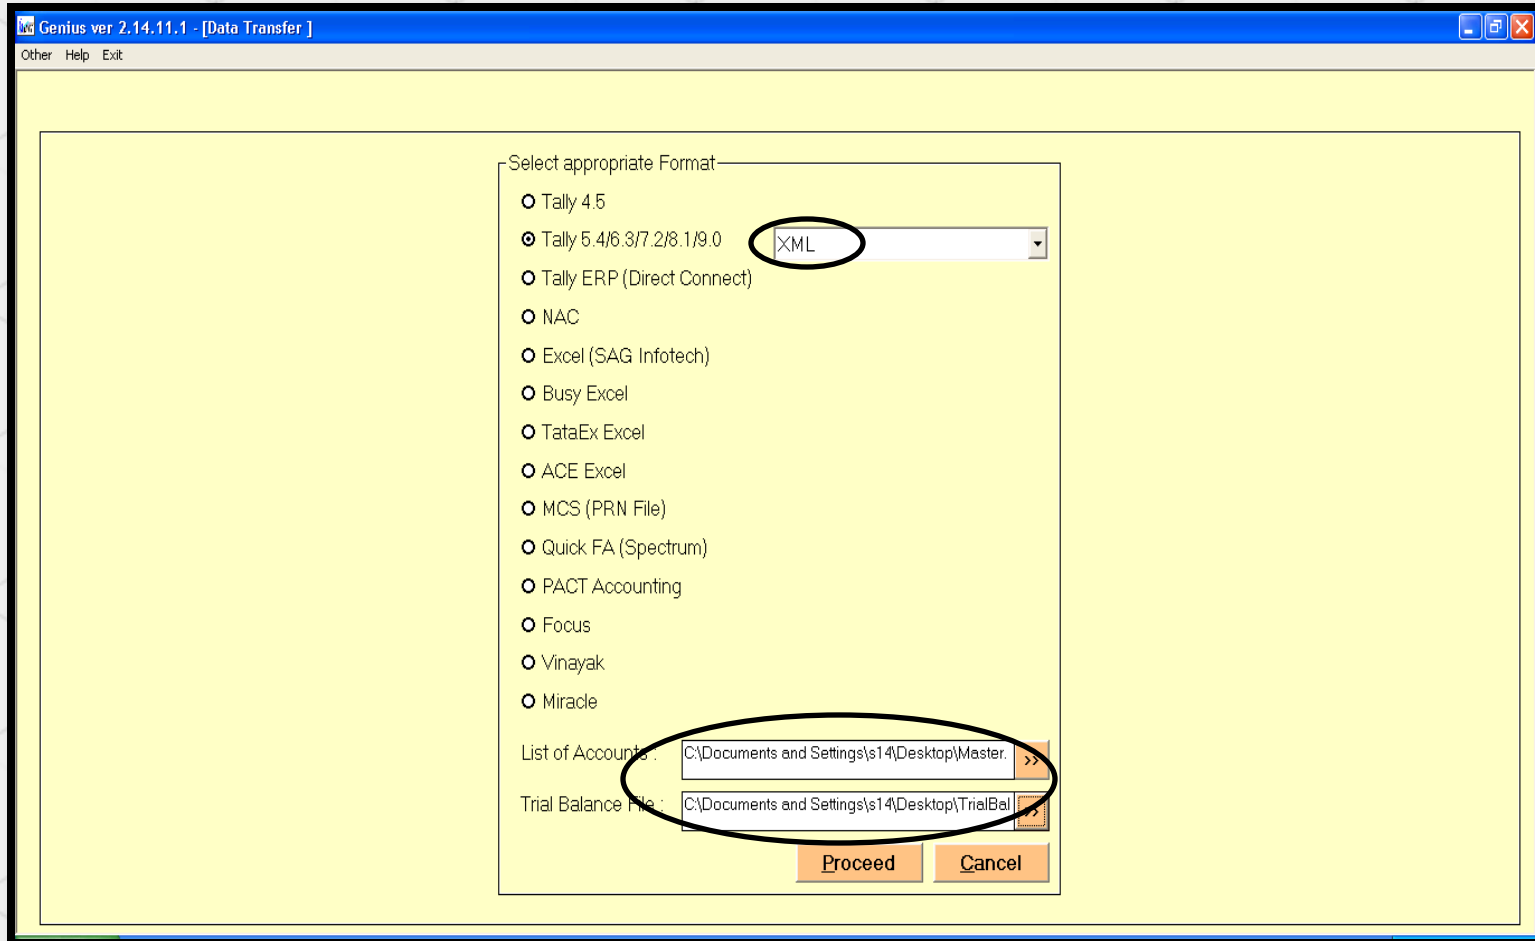 Genius ver 2.14.11.1 - [Data Transfer ]
Other Help Exit
Select appropriate Format
Tally 4.5
Tally 5.4/6.3/7.2/8.1/9.0 XML
Tally ERP (Direct Connect)
NAC
Excel (SAG Infotech)
Busy Excel
TataEx Excel
ACE Excel
MCS (PRN File)
Quick FA (Spectrum)
PACT Accounting
Focus
Vinayak
Miracle
List of Accounts : C:\Documents and Settings\s14\Desktop\Master. >>
Trial Balance File : C:\Documents and Settings\s14\Desktop\TrialBal >>
Proceed Cancel